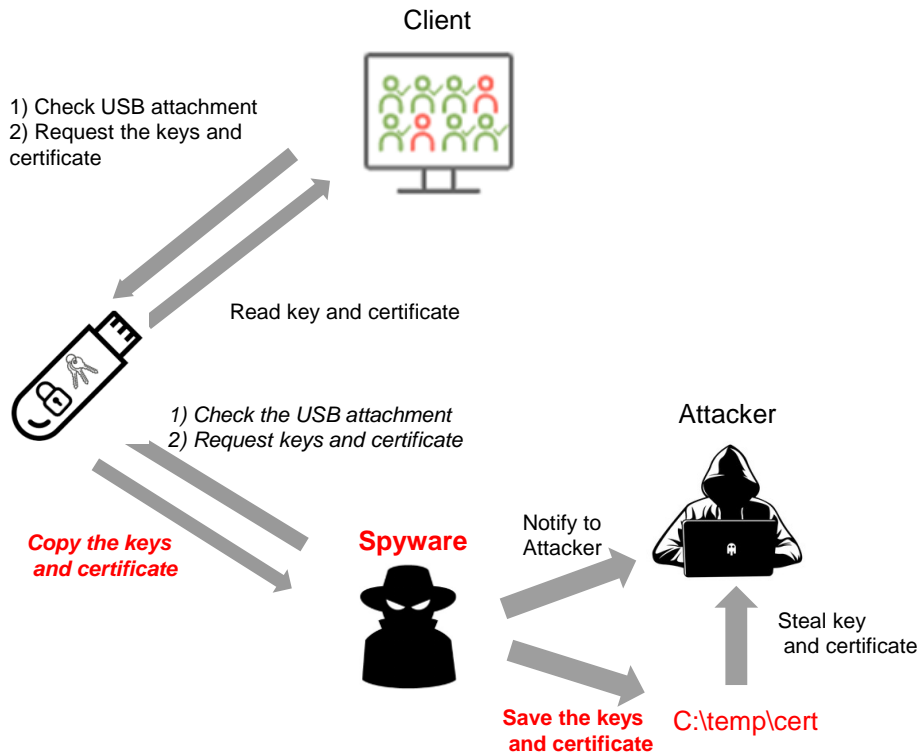 Client
1) Check USB attachment
2) Request the keys and
certificate
Read key and certificate
1) Check the USB attachment
2) Request keys and certificate
Attacker
Copy the keys
and certificate
Spyware
Notify to
Attacker
Steal key
and certificate
Save the keys
and certificate
C:\temp\cert